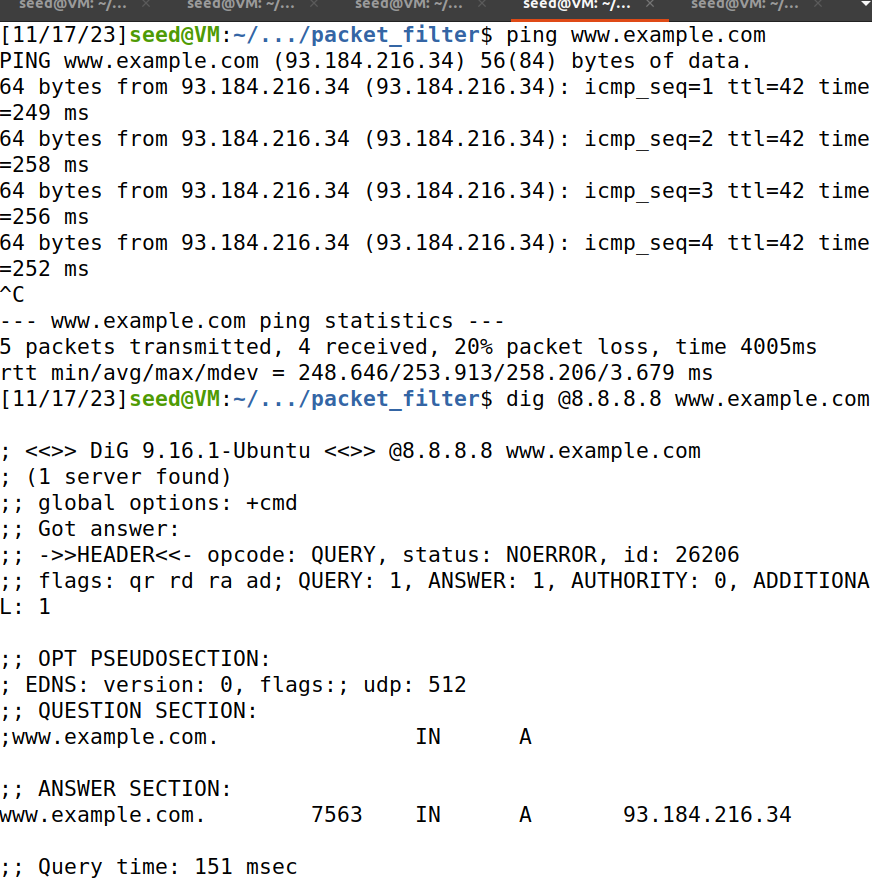 seed@VM: ~/... × seed@VM: ~/... × seed@VM: ~/... × seed@VM: ~/... × seed@VM: ~/... ×
[11/17/23]seed@VM:~/.../packet_filter$ ping www.example.com
PING www.example.com (93.184.216.34) 56(84) bytes of data.
64 bytes from 93.184.216.34 (93.184.216.34): icmp_seq=1 ttl=42 time
=249 ms
64 bytes from 93.184.216.34 (93.184.216.34): icmp_seq=2 ttl=42 time
=258 ms
64 bytes from 93.184.216.34 (93.184.216.34): icmp_seq=3 ttl=42 time
=256 ms
64 bytes from 93.184.216.34 (93.184.216.34): icmp_seq=4 ttl=42 time
=252 ms
^C
--- www.example.com ping statistics ---
5 packets transmitted, 4 received, 20% packet loss, time 4005ms
rtt min/avg/max/mdev = 248.646/253.913/258.206/3.679 ms
[11/17/23]seed@VM:~/.../packet_filter$ dig @8.8.8.8 www.example.com
; <<>> DiG 9.16.1-Ubuntu <<>> @8.8.8.8 www.example.com
; (1 server found)
;; global options: +cmd
;; Got answer:
;; ->>HEADER<<- opcode: QUERY, status: NOERROR, id: 26206
;; flags: qr rd ra ad; QUERY: 1, ANSWER: 1, AUTHORITY: 0, ADDITIONA
L: 1
;; OPT PSEUDOSECTION:
; EDNS: version: 0, flags:; udp: 512
;; QUESTION SECTION:
;www.example.com. IN A
;; ANSWER SECTION:
www.example.com. 7563 IN A 93.184.216.34
;; Query time: 151 msec